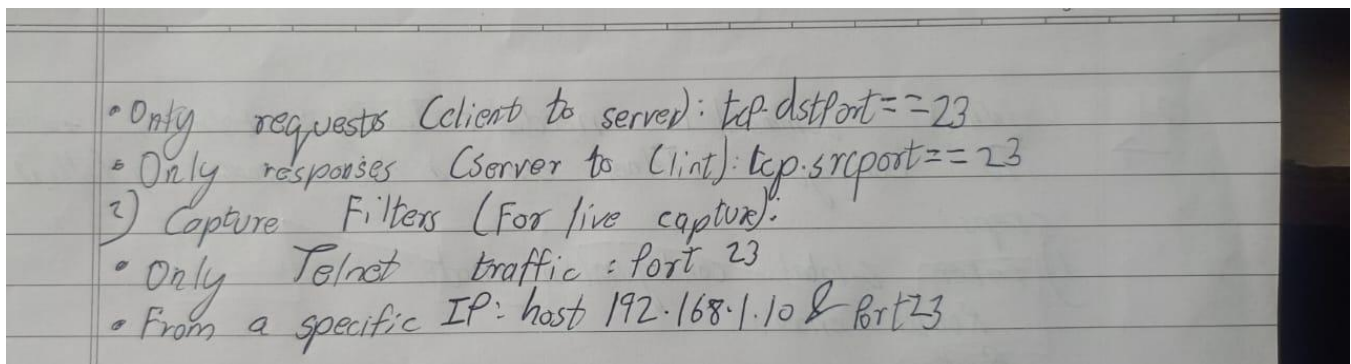 • Only requests (client to server): tcp.dstPort==23
• Only responses (server to Clint): tcp.srcport==23
2) Capture Filters (For live capture):
• Only Telnet traffic : Port 23
• From a specific IP: host 192.168.1.10 & Port23